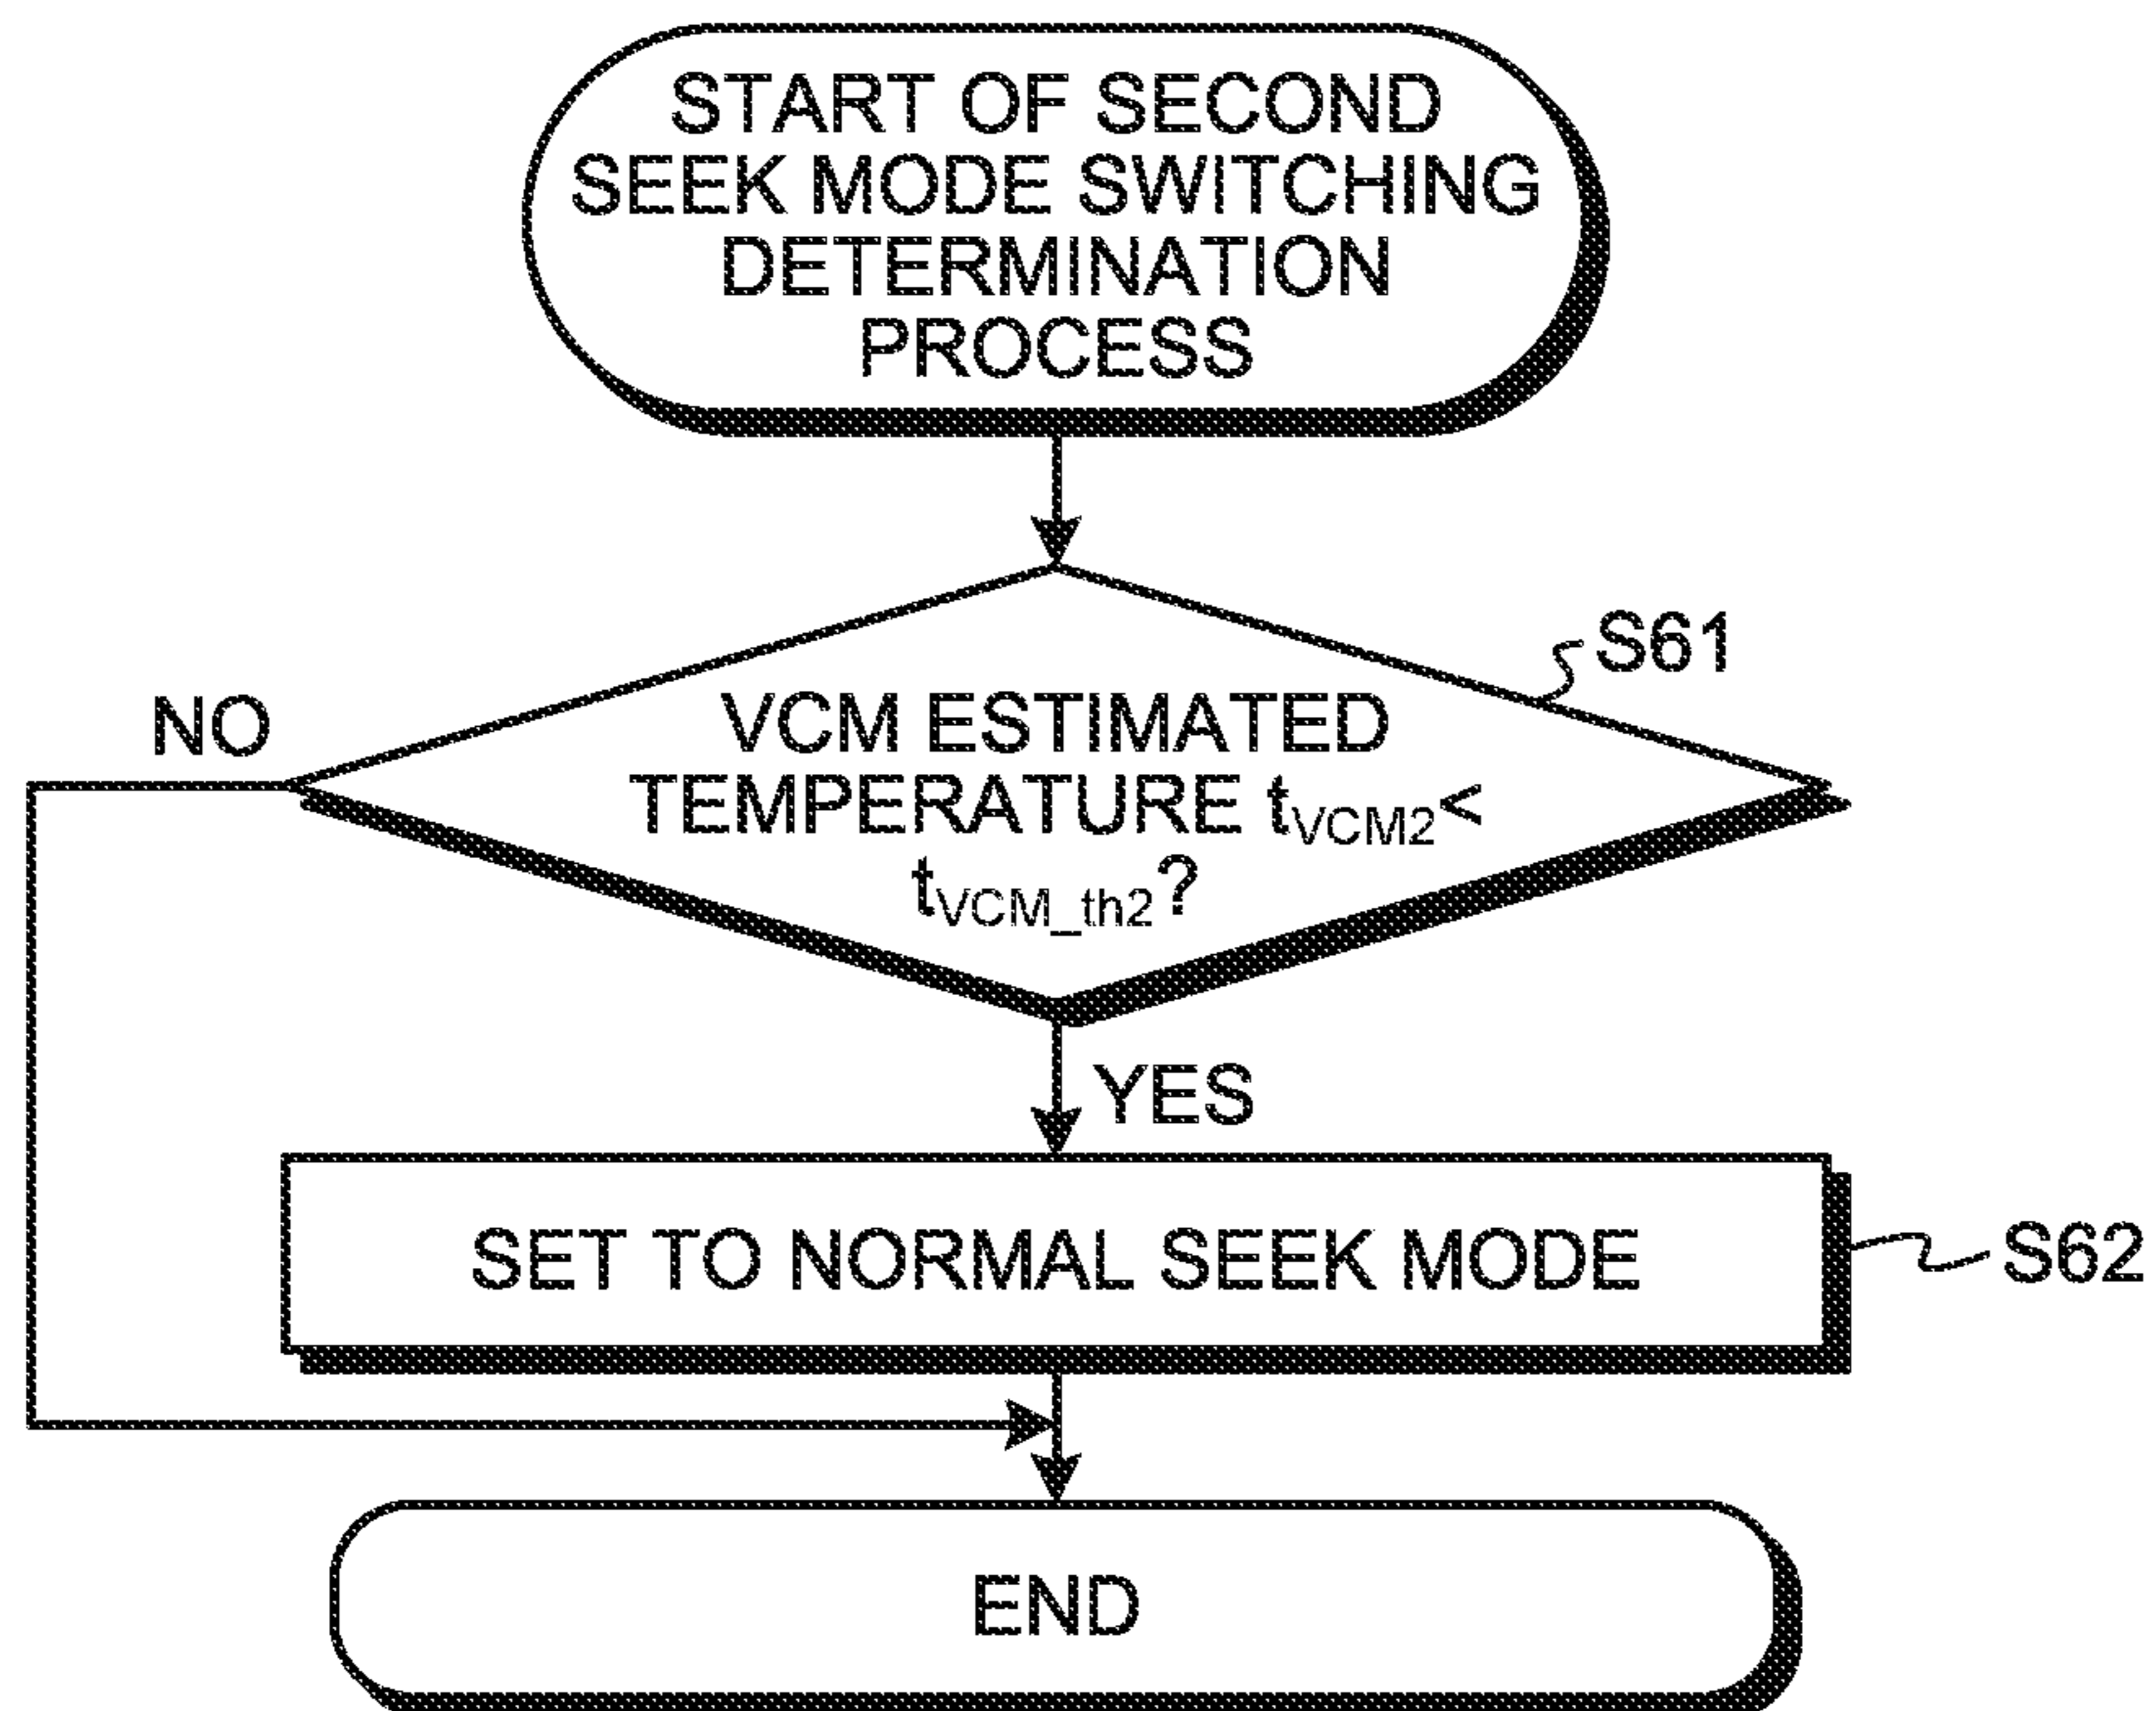 START OF SECOND
SEEK MODE SWITCHING
DETERMINATION
PROCESS
S61
NO
VCM ESTIMATED
TEMPERATURE tVCM2<
tVCM_th2?
YES
SET TO NORMAL SEEK MODE
S62
END